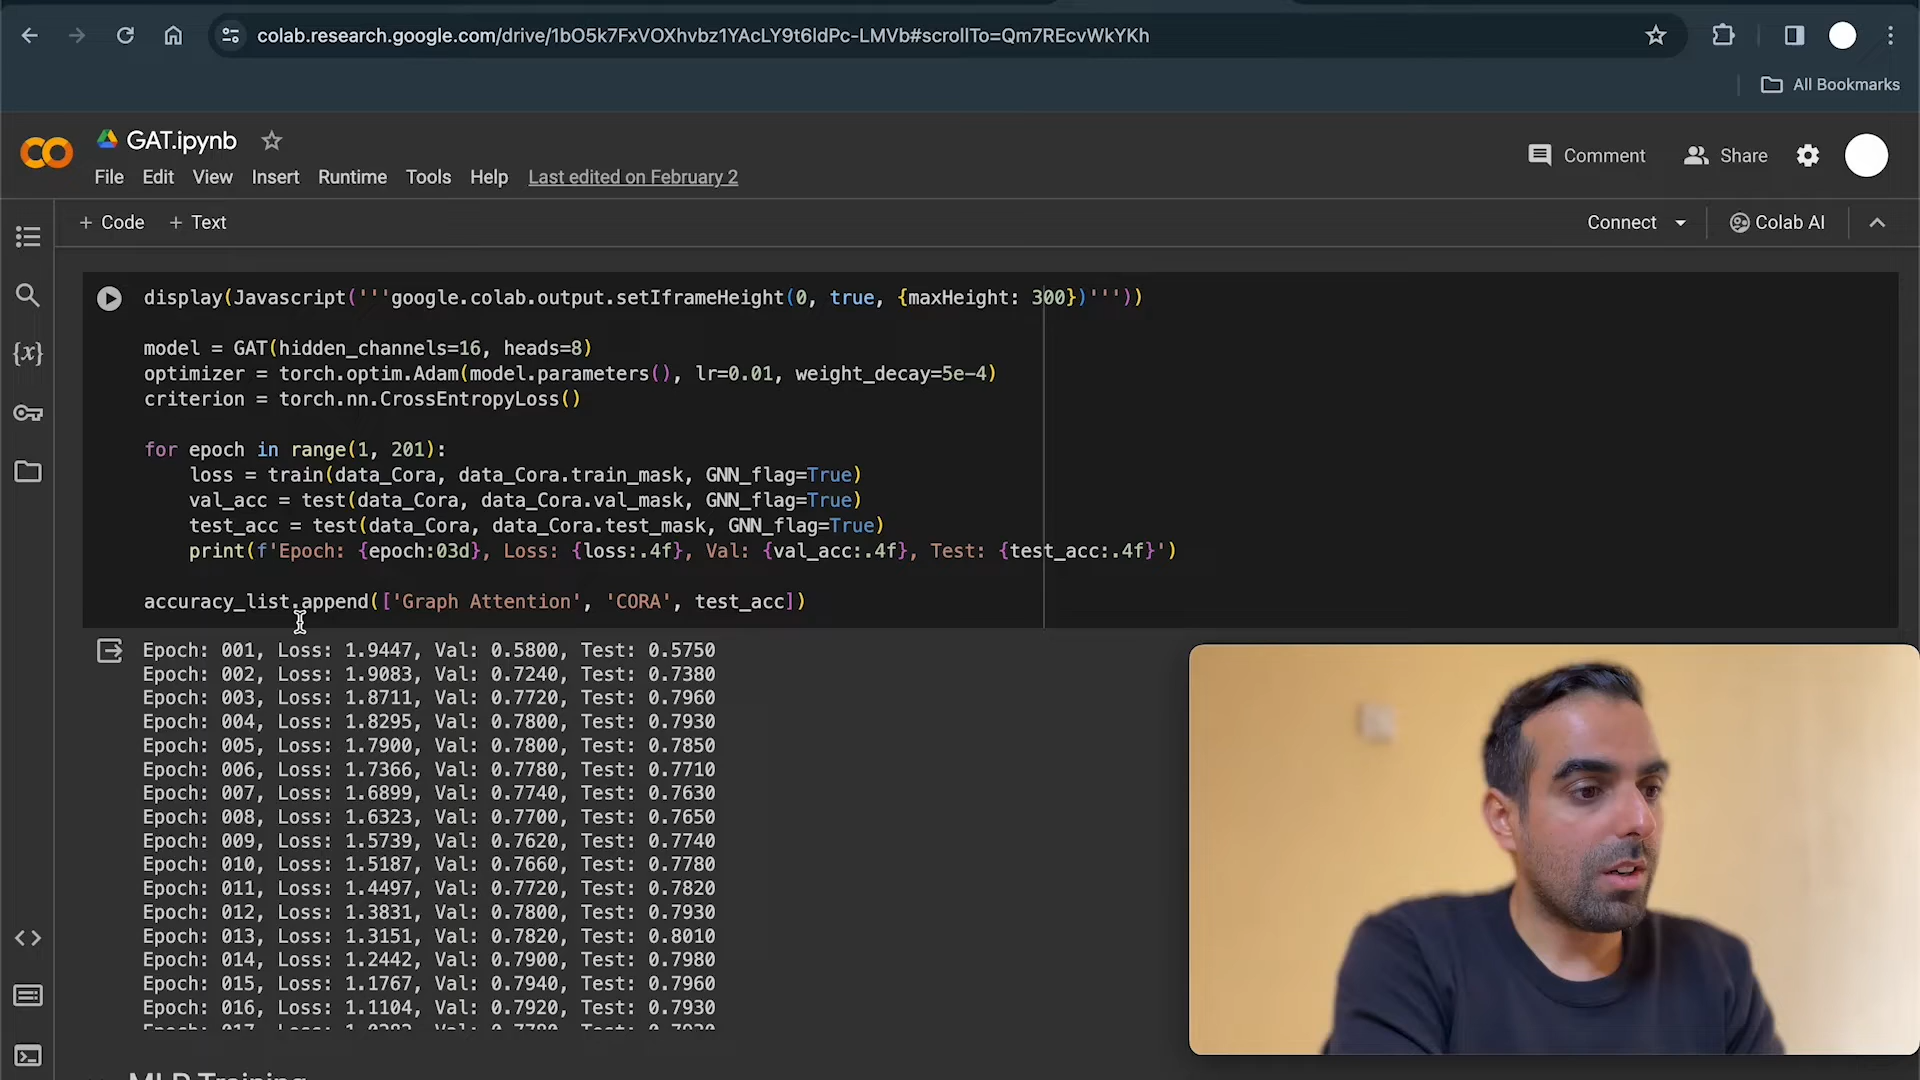 colab.research.google.com/drive/1bO5k7FxVOXhvbz1YAcLY9t6ldPc-LMVb#scrollTo=Qm7REcvWkYKh
All Bookmarks
GAT.ipynb
File Edit View Insert Runtime Tools Help Last edited on February 2
Comment Share
+ Code + Text
Connect Colab AI
display(Javascript('''google.colab.output.setIframeHeight(0, true, {maxHeight: 300})'''))
model = GAT(hidden_channels=16, heads=8)
optimizer = torch.optim.Adam(model.parameters(), lr=0.01, weight_decay=5e-4)
criterion = torch.nn.CrossEntropyLoss()
for epoch in range(1, 201):
loss = train(data_Cora, data_Cora.train_mask, GNN_flag=True)
val_acc = test(data_Cora, data_Cora.val_mask, GNN_flag=True)
test_acc = test(data_Cora, data_Cora.test_mask, GNN_flag=True)
print(f'Epoch: {epoch:03d}, Loss: {loss:.4f}, Val: {val_acc:.4f}, Test: {test_acc:.4f}')
accuracy_list.append(['Graph Attention', 'CORA', test_acc])
Epoch: 001, Loss: 1.9447, Val: 0.5800, Test: 0.5750
Epoch: 002, Loss: 1.9083, Val: 0.7240, Test: 0.7380
Epoch: 003, Loss: 1.8711, Val: 0.7720, Test: 0.7960
Epoch: 004, Loss: 1.8295, Val: 0.7800, Test: 0.7930
Epoch: 005, Loss: 1.7900, Val: 0.7800, Test: 0.7850
Epoch: 006, Loss: 1.7366, Val: 0.7780, Test: 0.7710
Epoch: 007, Loss: 1.6899, Val: 0.7740, Test: 0.7630
Epoch: 008, Loss: 1.6323, Val: 0.7700, Test: 0.7650
Epoch: 009, Loss: 1.5739, Val: 0.7620, Test: 0.7740
Epoch: 010, Loss: 1.5187, Val: 0.7660, Test: 0.7780
Epoch: 011, Loss: 1.4497, Val: 0.7720, Test: 0.7820
Epoch: 012, Loss: 1.3831, Val: 0.7800, Test: 0.7930
Epoch: 013, Loss: 1.3151, Val: 0.7820, Test: 0.8010
Epoch: 014, Loss: 1.2442, Val: 0.7900, Test: 0.7980
Epoch: 015, Loss: 1.1767, Val: 0.7940, Test: 0.7960
Epoch: 016, Loss: 1.1104, Val: 0.7920, Test: 0.7930
MLP Training